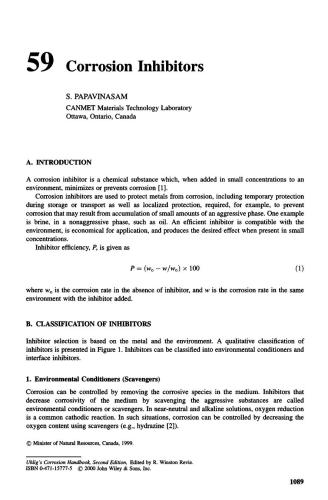 59 Corrosion Inhibitors
S. PAPAVINASAM
CANMET Materials Technology Laboratory
Ottawa, Ontario, Canada
A. INTRODUCTION
A corrosion inhibitor is a chemical substance which, when added in small concentrations to an
environment, minimizes or prevents corrosion [1].
Corrosion inhibitors are used to protect metals from corrosion, including temporary protection
during storage or transport as well as localized protection, required, for example, to prevent
corrosion that may result from accumulation of small amounts of an aggressive phase. One example
is brine, in a nonaggressive phase, such as oil. An efficient inhibitor is compatible with the
environment, is economical for application, and produces the desired effect when present in small
concentrations.
Inhibitor efficiency, P, is given as
P = (wo − w/wo) × 100 (1)
where wo is the corrosion rate in the absence of inhibitor, and w is the corrosion rate in the same
environment with the inhibitor added.
B. CLASSIFICATION OF INHIBITORS
Inhibitor selection is based on the metal and the environment. A qualitative classification of
inhibitors is presented in Figure 1. Inhibitors can be classified into environmental conditioners and
interface inhibitors.
1. Environmental Conditioners (Scavengers)
Corrosion can be controlled by removing the corrosive species in the medium. Inhibitors that
decrease corrosivity of the medium by scavenging the aggressive substances are called
environmental conditioners or scavengers. In near-neutral and alkaline solutions, oxygen reduction
is a common cathodic reaction. In such situations, corrosion can be controlled by decreasing the
oxygen content using scavengers (e.g., hydrazine [2]).
© Minister of Natural Resources, Canada, 1999.
Uhlig's Corrosion Handbook, Second Edition, Edited by R. Winston Revie.
ISBN 0-471-15777-5 © 2000 John Wiley & Sons, Inc.
1089